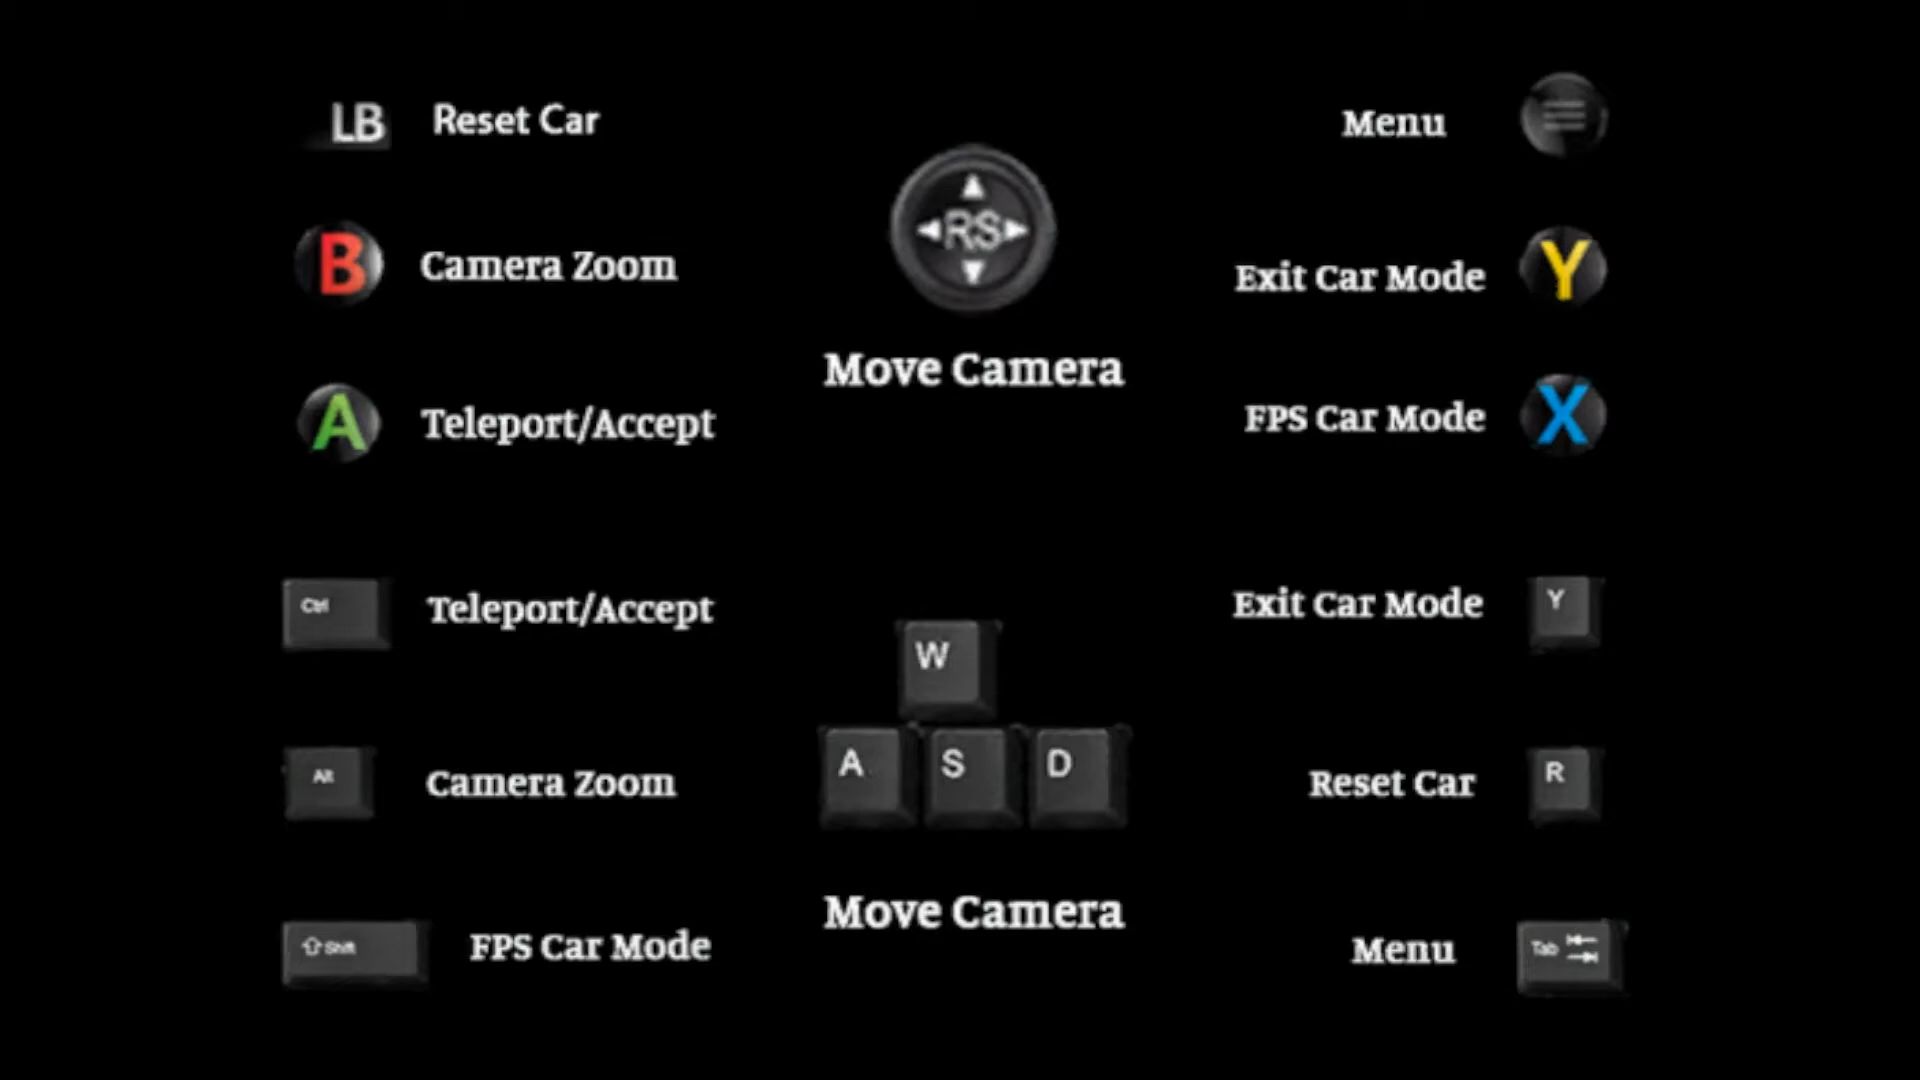 LB Reset Car
Menu
RS
B Camera Zoom
Exit Car Mode Y
Move Camera
A Teleport/Accept
FPS Car Mode X
Ctrl Teleport/Accept
Exit Car Mode Y
W
A S D
Alt Camera Zoom
Reset Car R
Move Camera
Shift FPS Car Mode
Menu Tab